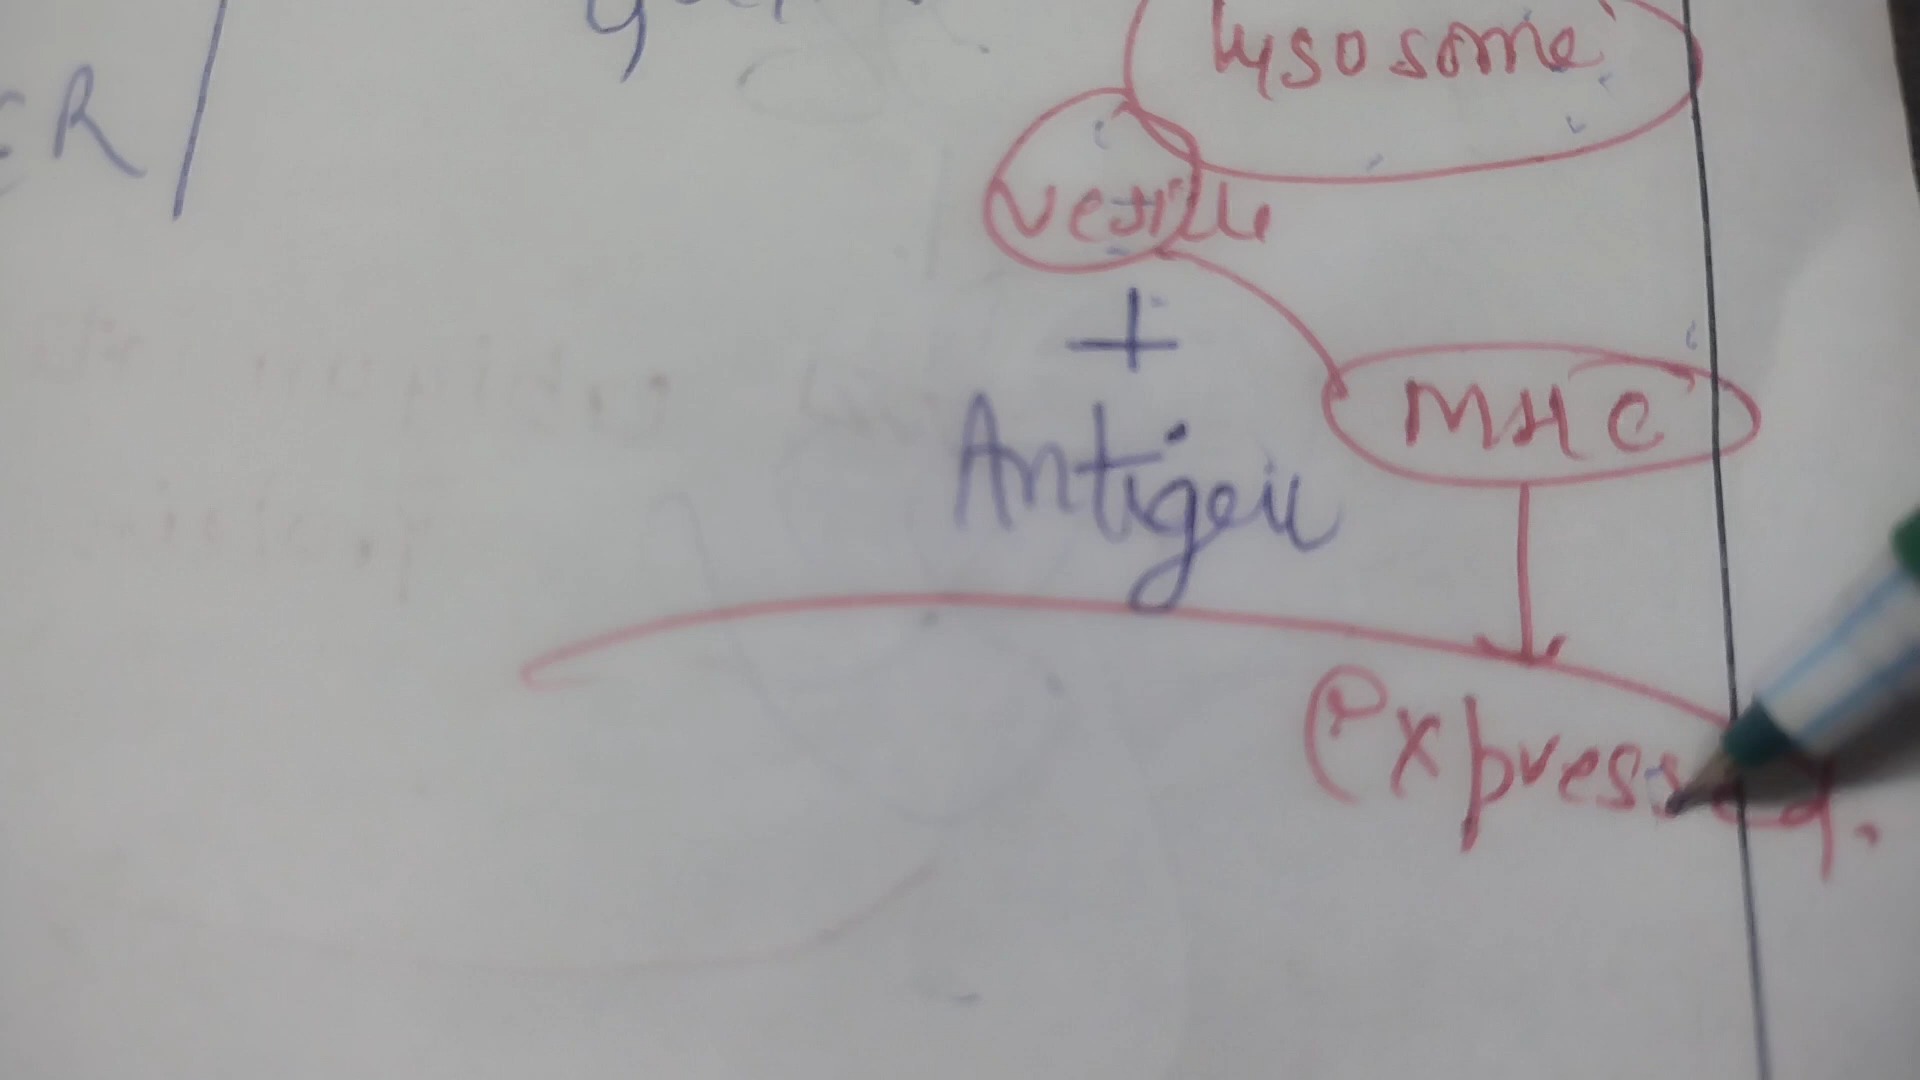 lysosome
ER
vesicle
+
MHC
Antigen
expressed.